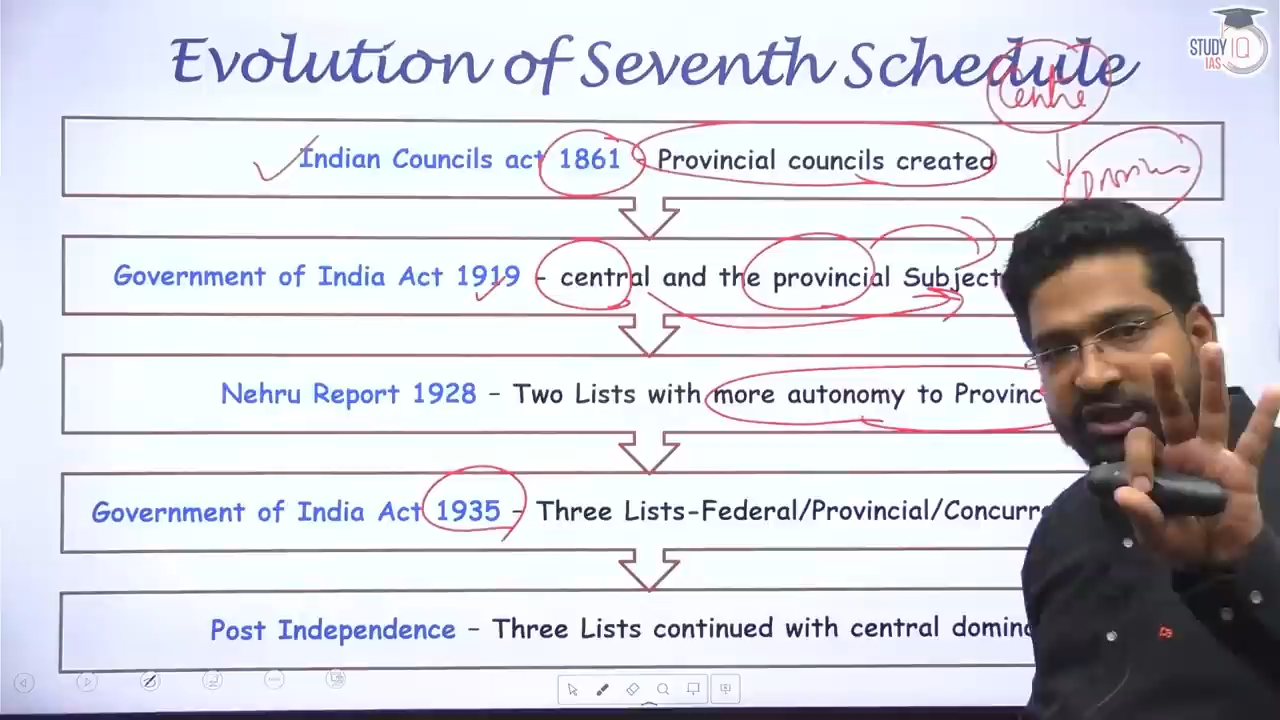 Evolution of Seventh Schedule
STUDY IQ
IAS
Centre
Indian Councils act 1861 - Provincial councils created
Government of India Act 1919 - central and the provincial Subject
Nehru Report 1928 - Two Lists with more autonomy to Provinc
Government of India Act 1935 - Three Lists-Federal/Provincial/Concurr
Post Independence - Three Lists continued with central domin